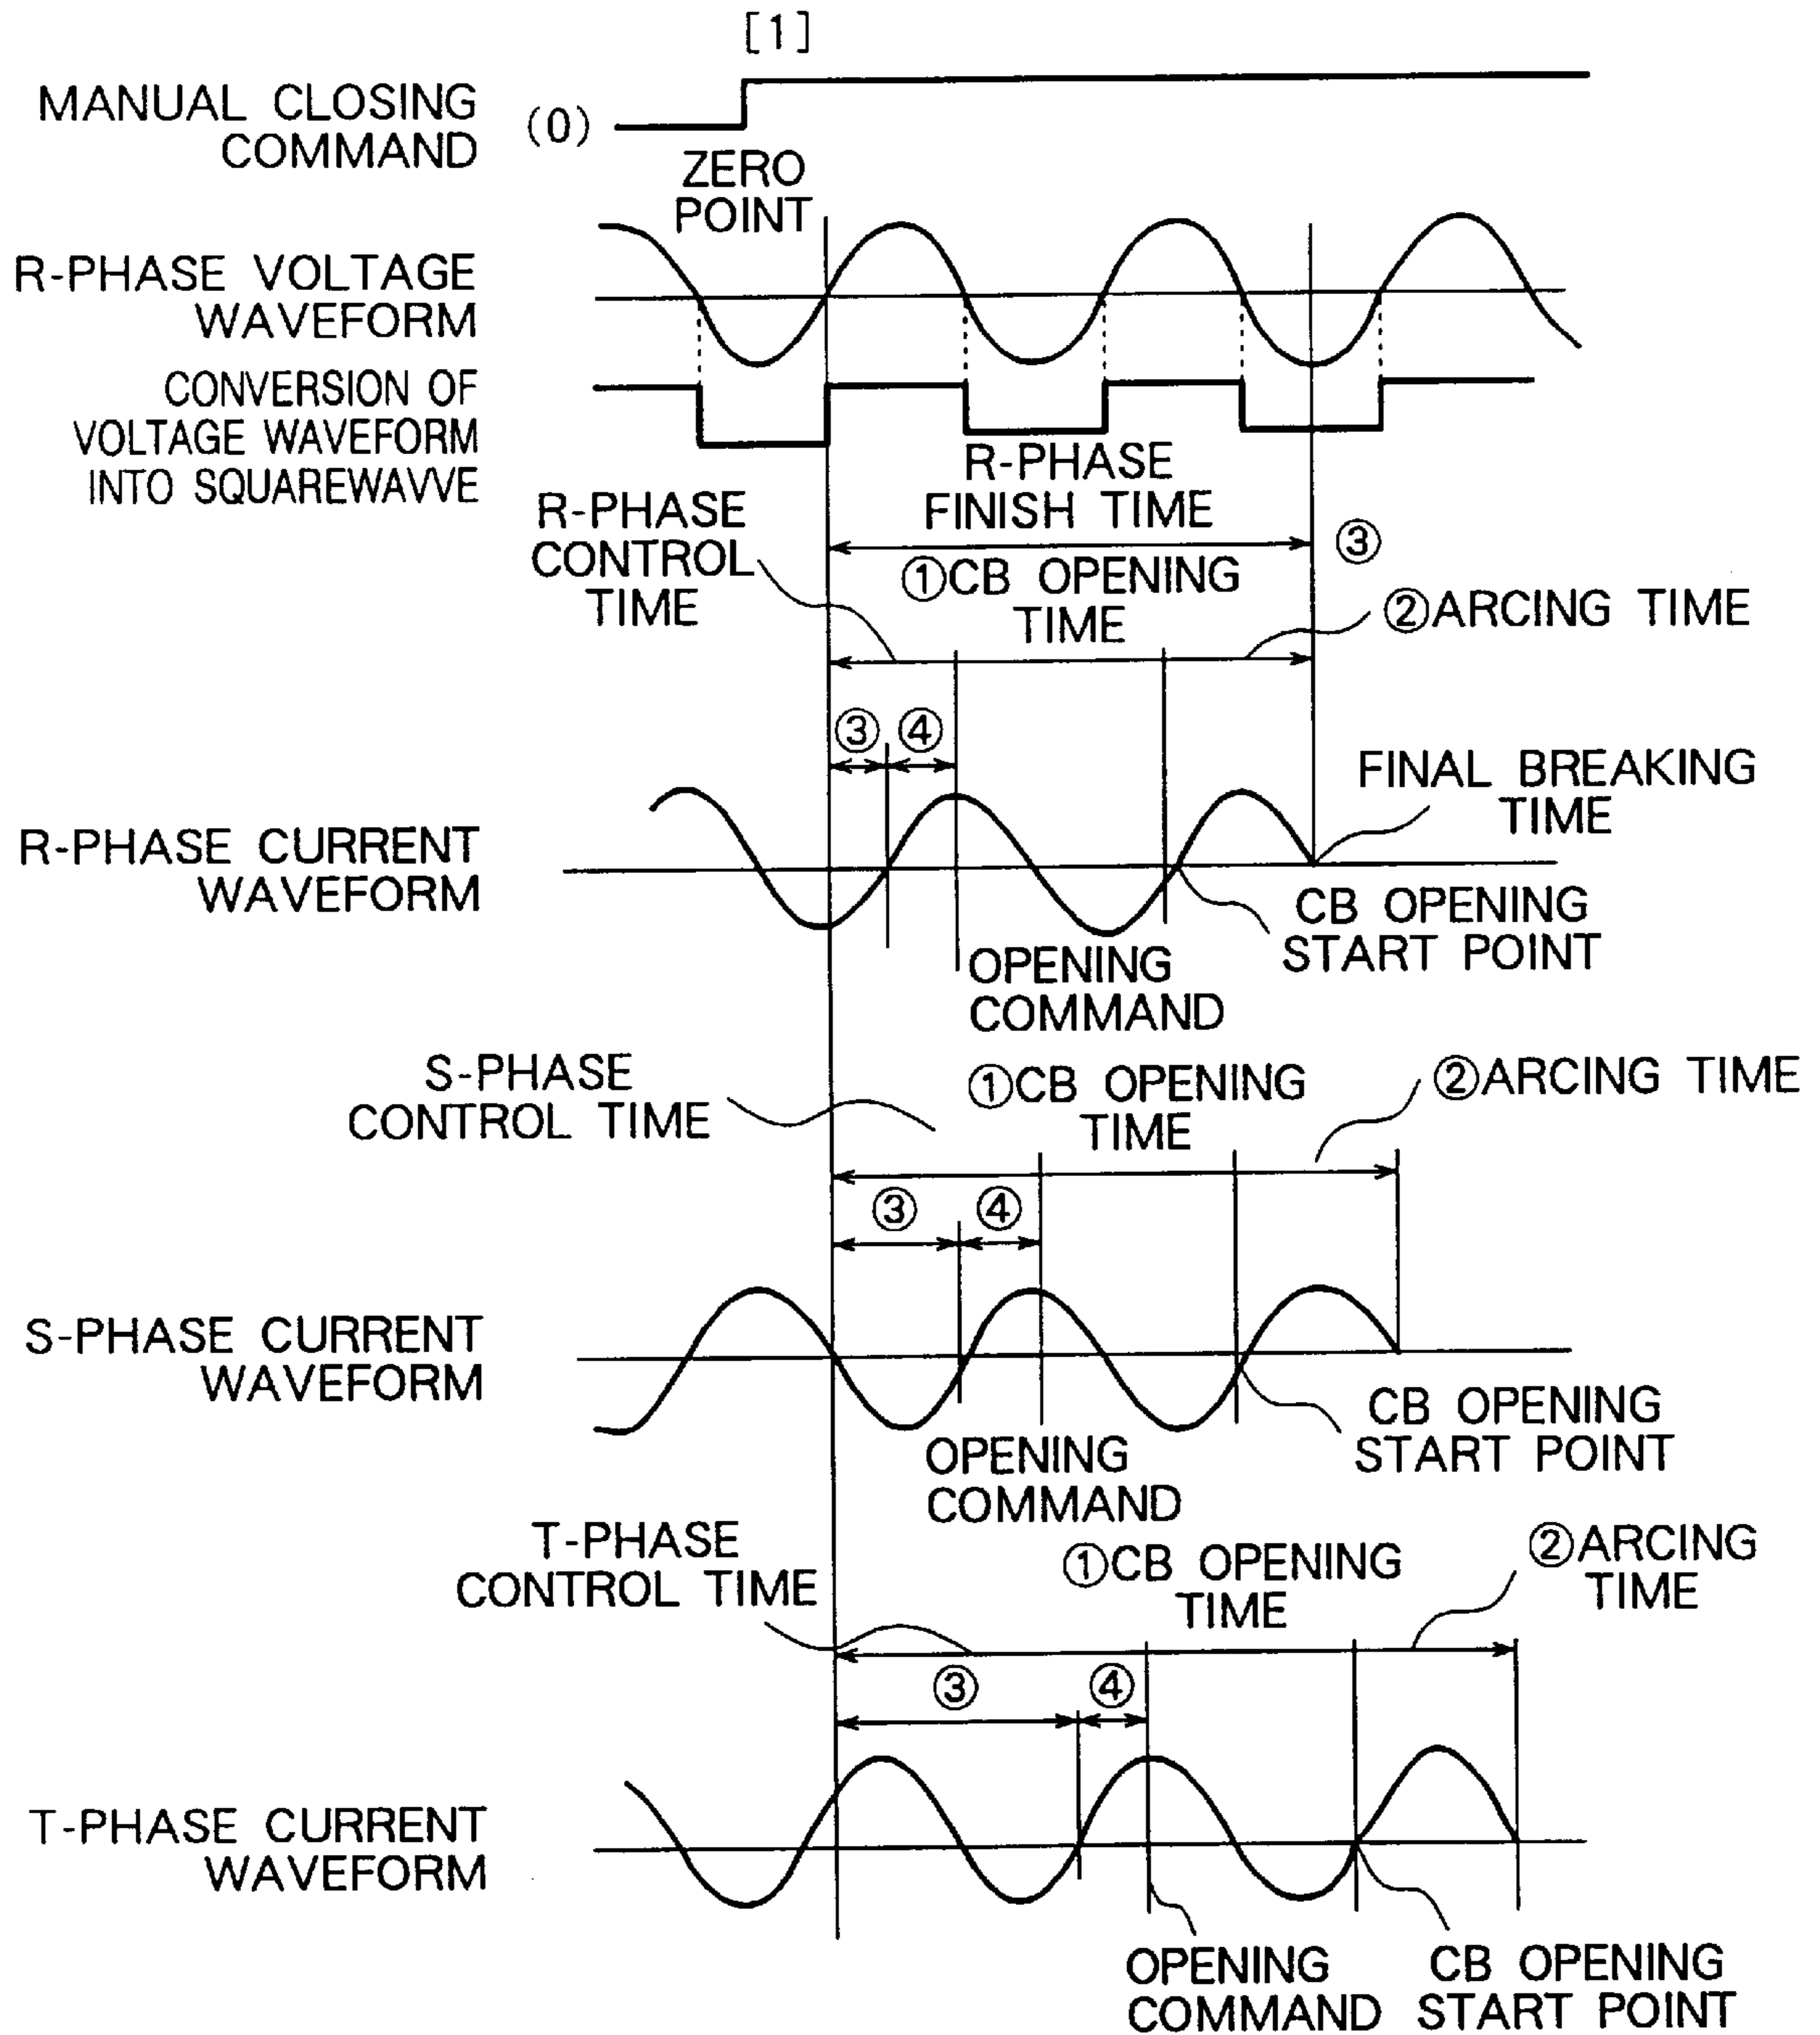 [1]
MANUAL CLOSING
COMMAND
(0)
ZERO
POINT
R-PHASE VOLTAGE
WAVEFORM
CONVERSION OF
VOLTAGE WAVEFORM
INTO SQUAREWAVVE
R-PHASE
FINISH TIME
R-PHASE
CONTROL
TIME
③
①CB OPENING
TIME
②ARCING TIME
③
④
FINAL BREAKING
TIME
R-PHASE CURRENT
WAVEFORM
CB OPENING
START POINT
OPENING
COMMAND
S-PHASE
CONTROL TIME
①CB OPENING
TIME
②ARCING TIME
③
④
S-PHASE CURRENT
WAVEFORM
CB OPENING
START POINT
OPENING
COMMAND
T-PHASE
CONTROL TIME
①CB OPENING
TIME
②ARCING
TIME
③
④
T-PHASE CURRENT
WAVEFORM
OPENING
COMMAND
CB OPENING
START POINT